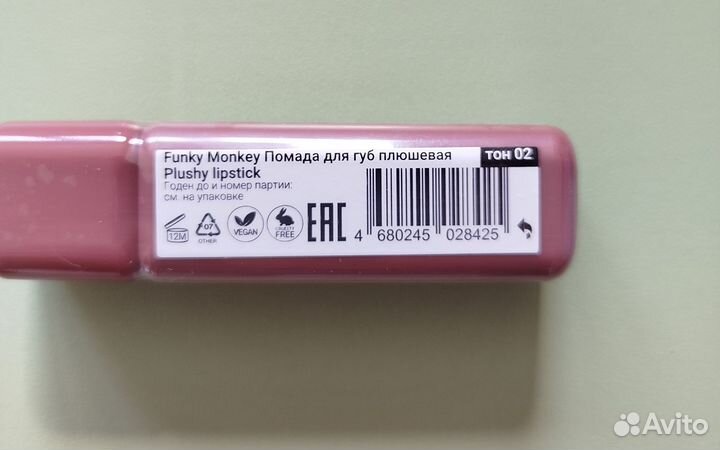 Funky Monkey Помада для губ плюшевая тон 02
Plushy lipstick
Годен до и номер партии:
см. на упаковке
12M 07 OTHER VEGAN CRUELTY FREE EAC
4 680245 028425
Avito